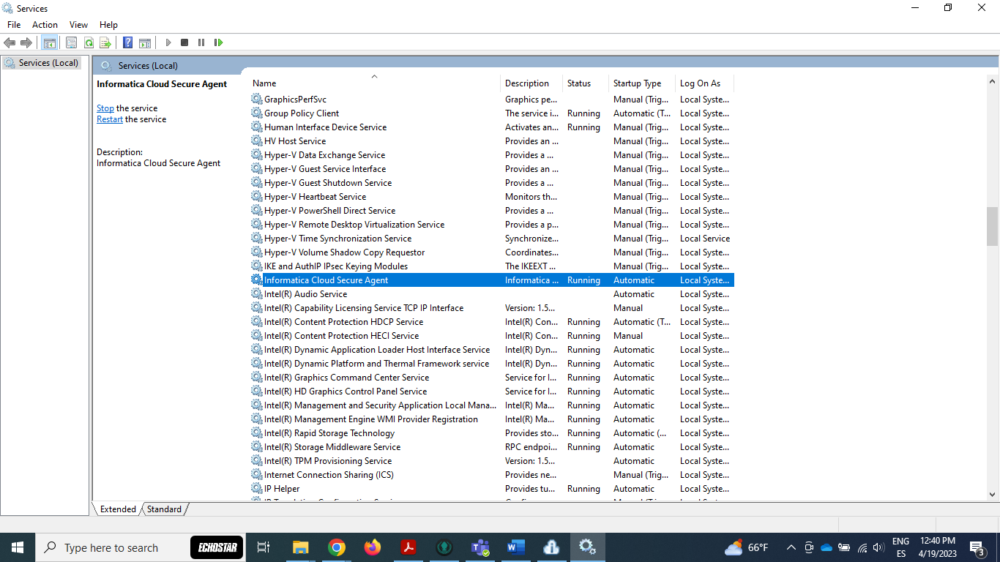 Services
File Action View Help
Services (Local)
Services (Local)
Informatica Cloud Secure Agent
Stop the service
Restart the service
Description:
Informatica Cloud Secure Agent
Name Description Status Startup Type Log On As
GraphicsPerfSvc Graphics pe... Manual (Trig... Local Syste...
Group Policy Client The service i... Running Automatic (T... Local Syste...
Human Interface Device Service Activates an... Running Manual (Trig... Local Syste...
HV Host Service Provides an ... Manual (Trig... Local Syste...
Hyper-V Data Exchange Service Provides a ... Manual (Trig... Local Syste...
Hyper-V Guest Service Interface Provides an ... Manual (Trig... Local Syste...
Hyper-V Guest Shutdown Service Provides a ... Manual (Trig... Local Syste...
Hyper-V Heartbeat Service Monitors th... Manual (Trig... Local Syste...
Hyper-V PowerShell Direct Service Provides a ... Manual (Trig... Local Syste...
Hyper-V Remote Desktop Virtualization Service Provides a p... Manual (Trig... Local Syste...
Hyper-V Time Synchronization Service Synchronize... Manual (Trig... Local Service
Hyper-V Volume Shadow Copy Requestor Coordinates... Manual (Trig... Local Syste...
IKE and AuthIP IPsec Keying Modules The IKEEXT ... Manual (Trig... Local Syste...
Informatica Cloud Secure Agent Informatica ... Running Automatic Local Syste...
Intel(R) Audio Service Automatic Local Syste...
Intel(R) Capability Licensing Service TCP IP Interface Version: 1.5... Manual Local Syste...
Intel(R) Content Protection HDCP Service Intel(R) Con... Running Automatic (T... Local Syste...
Intel(R) Content Protection HECI Service Intel(R) Con... Running Manual Local Syste...
Intel(R) Dynamic Application Loader Host Interface Service Intel(R) Dyn... Running Automatic Local Syste...
Intel(R) Dynamic Platform and Thermal Framework service Intel(R) Dyn... Running Automatic Local Syste...
Intel(R) Graphics Command Center Service Service for I... Running Automatic Local Syste...
Intel(R) HD Graphics Control Panel Service Service for I... Running Automatic Local Syste...
Intel(R) Management and Security Application Local Mana... Intel(R) Ma... Running Automatic Local Syste...
Intel(R) Management Engine WMI Provider Registration Intel(R) Ma... Running Automatic Local Syste...
Intel(R) Rapid Storage Technology Provides sto... Running Automatic (... Local Syste...
Intel(R) Storage Middleware Service RPC endpoi... Running Automatic Local Syste...
Intel(R) TPM Provisioning Service Version: 1.5... Automatic Local Syste...
Internet Connection Sharing (ICS) Provides ne... Manual (Trig... Local Syste...
IP Helper Provides tu... Running Automatic Local Syste...
Extended Standard
Type here to search ECHOSTAR 66°F ENG 12:40 PM
ES 4/19/2023 3